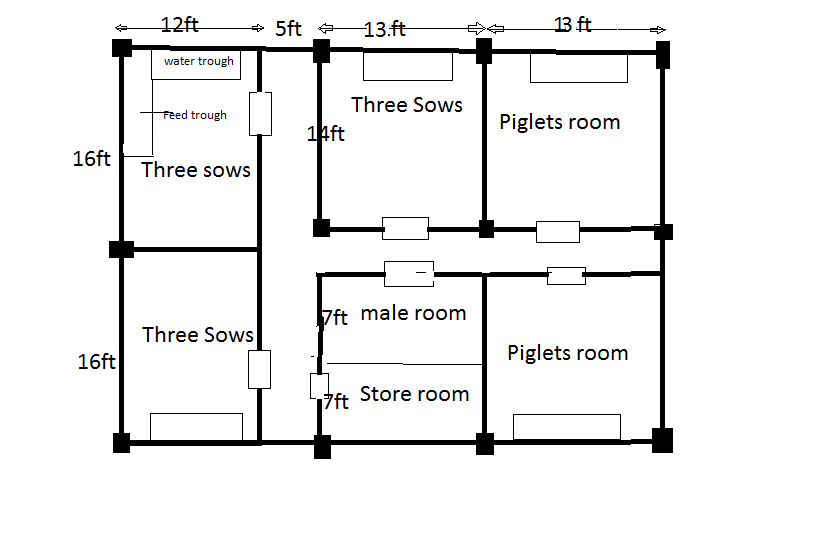 12ft
5ft
13.ft
13 ft
water trough
Feed trough
Three Sows
Piglets room
14ft
16ft
Three sows
7ft
male room
Three Sows
Piglets room
16ft
7ft
Store room